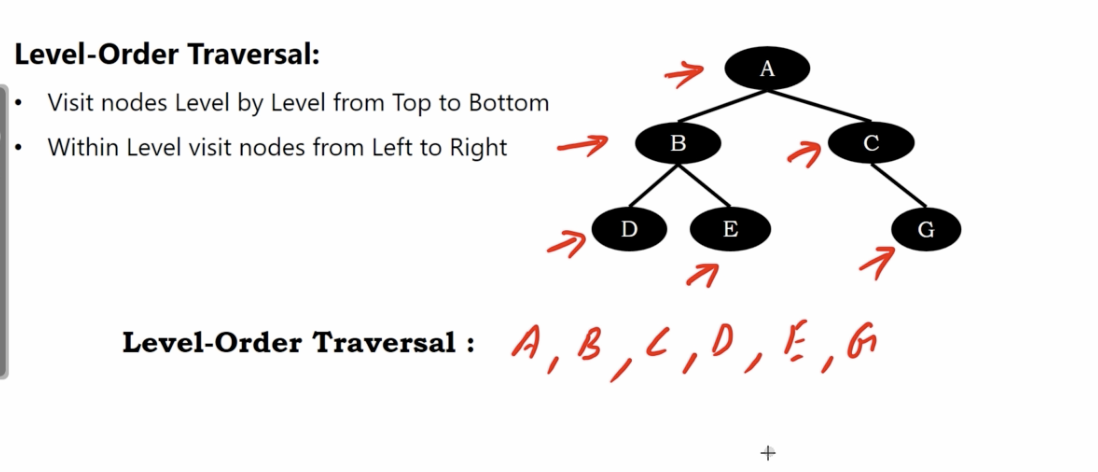 Level-Order Traversal:
• Visit nodes Level by Level from Top to Bottom
• Within Level visit nodes from Left to Right
A
B C
D E G
Level-Order Traversal : A, B, C, D, E, G